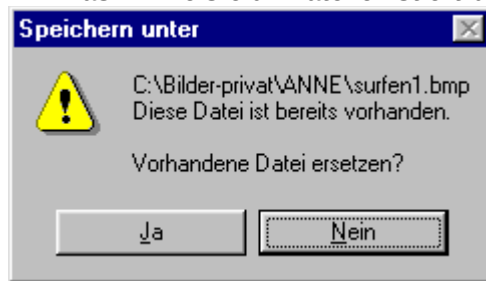 Speichern unter
C:\Bilder-privat\ANNE\surfen1.bmp
Diese Datei ist bereits vorhanden.
Vorhandene Datei ersetzen?
Ja
Nein